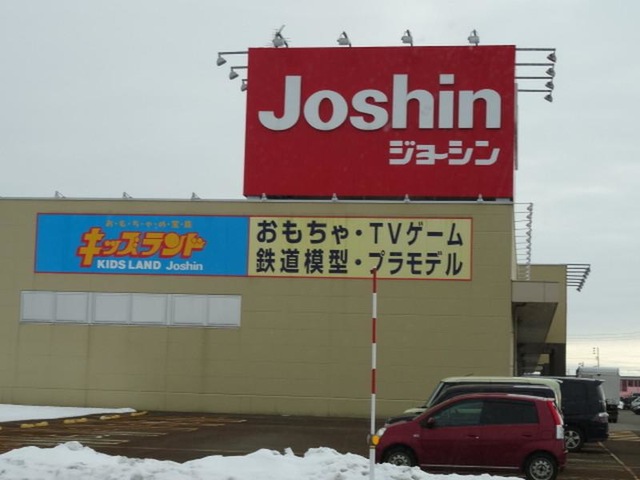 Joshin
ジョーシン
おもちゃの宝島
キッズランド
KIDS LAND Joshin
おもちゃ・TVゲーム
鉄道模型・プラモデル